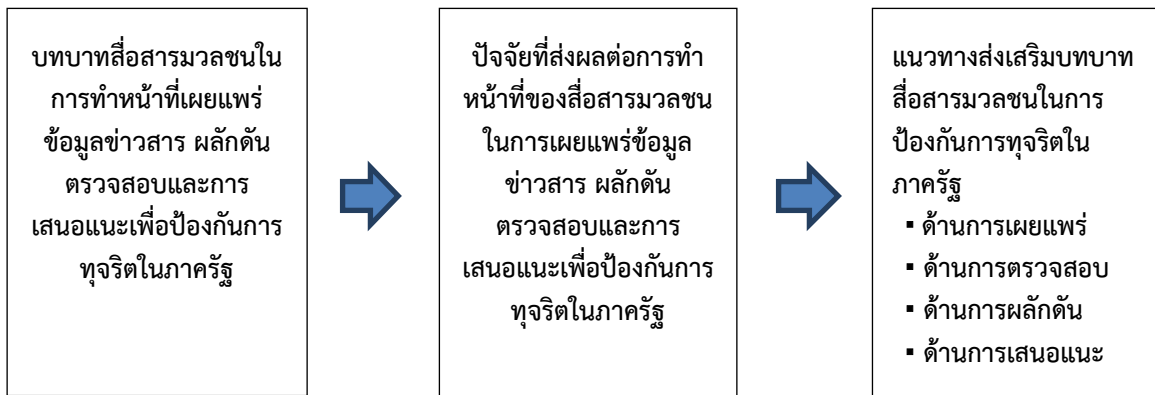 บทบาทสื่อสารมวลชนใน
การทำหน้าที่เผยแพร่
ข้อมูลข่าวสาร ผลักดัน
ตรวจสอบและการ
เสนอแนะเพื่อป้องกันการ
ทุจริตในภาครัฐ
ปัจจัยที่ส่งผลต่อการทำ
หน้าที่ของสื่อสารมวลชน
ในการเผยแพร่ข้อมูล
ข่าวสาร ผลักดัน
ตรวจสอบและการ
เสนอแนะเพื่อป้องกันการ
ทุจริตในภาครัฐ
แนวทางส่งเสริมบทบาท
สื่อสารมวลชนในการ
ป้องกันการทุจริตใน
ภาครัฐ
▪ ด้านการเผยแพร่
▪ ด้านการตรวจสอบ
▪ ด้านการผลักดัน
▪ ด้านการเสนอแนะ